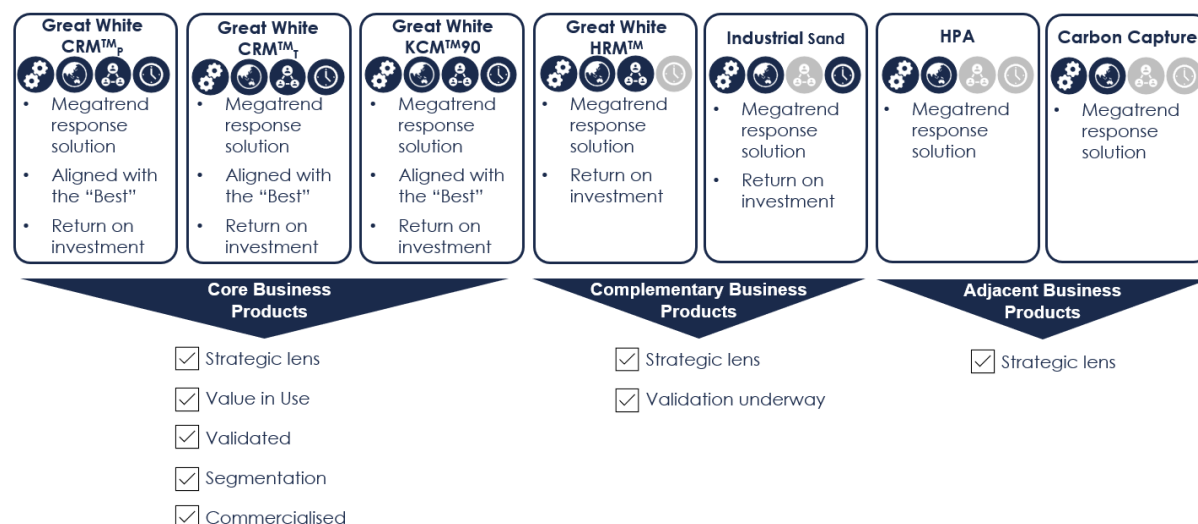 Great White
CRM™P
• Megatrend
response
solution
• Aligned with
the “Best”
• Return on
investment
Great White
CRM™T
• Megatrend
response
solution
• Aligned with
the “Best”
• Return on
investment
Great White
KCM™90
• Megatrend
response
solution
• Aligned with
the “Best”
• Return on
investment
Great White
HRM™
• Megatrend
response
solution
• Return on
investment
Industrial Sand
• Megatrend
response
solution
• Return on
investment
HPA
• Megatrend
response
solution
Carbon Capture
• Megatrend
response
solution
Core Business
Products
Strategic lens
Value in Use
Validated
Segmentation
Commercialised
Complementary Business
Products
Strategic lens
Validation underway
Adjacent Business
Products
Strategic lens